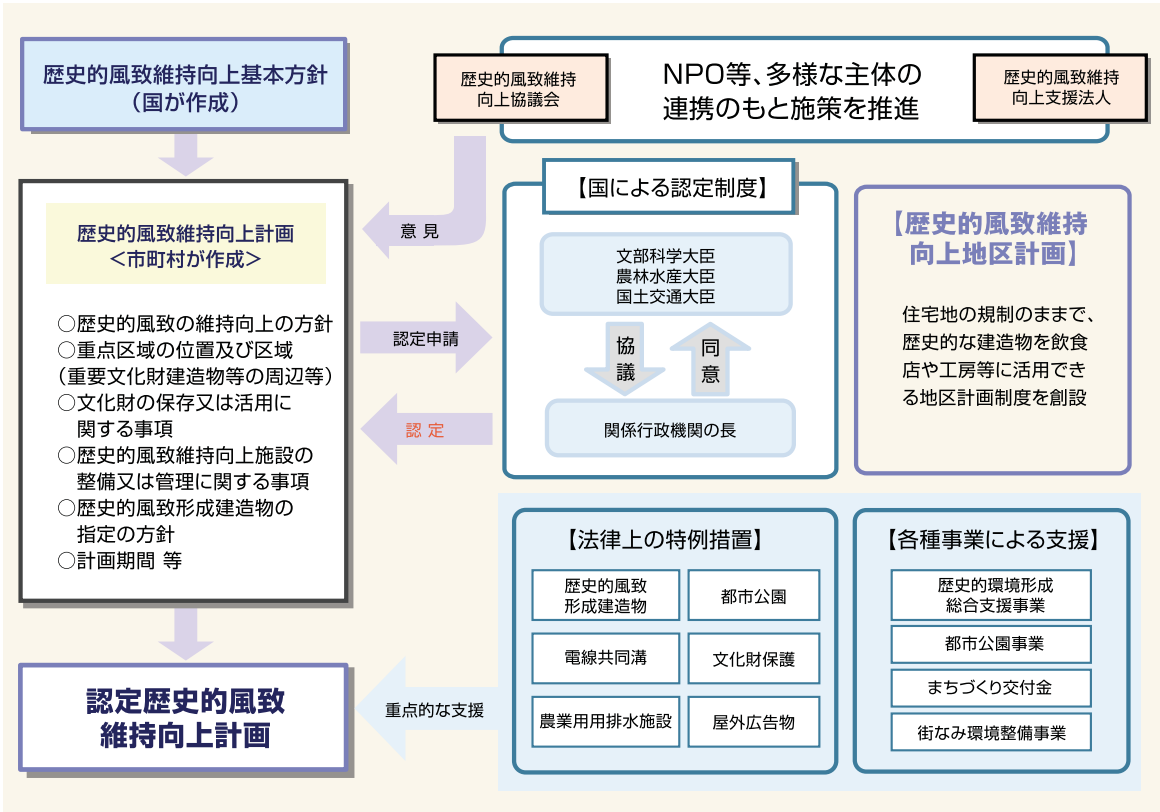 歴史的風致維持向上基本方針
（国が作成）
歴史的風致維持
向上協議会
NPO等、多様な主体の
連携のもと施策を推進
歴史的風致維持
向上支援法人
歴史的風致維持向上計画
＜市町村が作成＞
○歴史的風致の維持向上の方針
○重点区域の位置及び区域
（重要文化財建造物等の周辺等）
○文化財の保存又は活用に
関する事項
○歴史的風致維持向上施設の
整備又は管理に関する事項
○歴史的風致形成建造物の
指定の方針
○計画期間 等
意 見
認定申請
認 定
【国による認定制度】
文部科学大臣
農林水産大臣
国土交通大臣
協議
同意
関係行政機関の長
【歴史的風致維持
向上地区計画】
住宅地の規制のままで、
歴史的な建造物を飲食
店や工房等に活用でき
る地区計画制度を創設
認定歴史的風致
維持向上計画
重点的な支援
【法律上の特例措置】
歴史的風致
形成建造物
都市公園
電線共同溝
文化財保護
農業用用排水施設
屋外広告物
【各種事業による支援】
歴史的環境形成
総合支援事業
都市公園事業
まちづくり交付金
街なみ環境整備事業